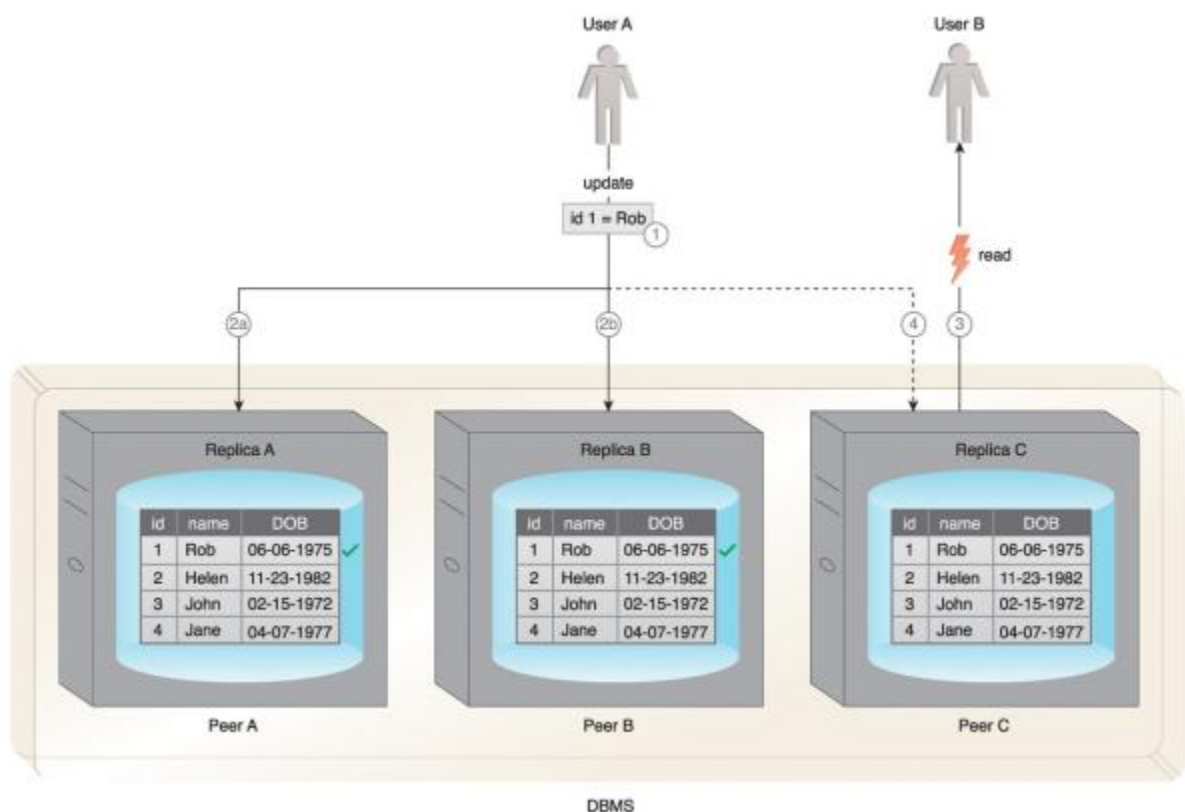 User A
User B
update
id 1 = Rob
1
read
2a
2b
4
3
Replica A
id name DOB
1 Rob 06-06-1975
2 Helen 11-23-1982
3 John 02-15-1972
4 Jane 04-07-1977
Peer A
Replica B
id name DOB
1 Rob 06-06-1975
2 Helen 11-23-1982
3 John 02-15-1972
4 Jane 04-07-1977
Peer B
Replica C
id name DOB
1 Rob 06-06-1975
2 Helen 11-23-1982
3 John 02-15-1972
4 Jane 04-07-1977
Peer C
DBMS